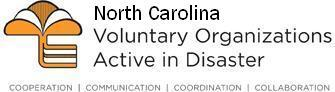 North Carolina
Voluntary Organizations
Active in Disaster
COOPERATION | COMMUNICATION | COORDINATION | COLLABORATION